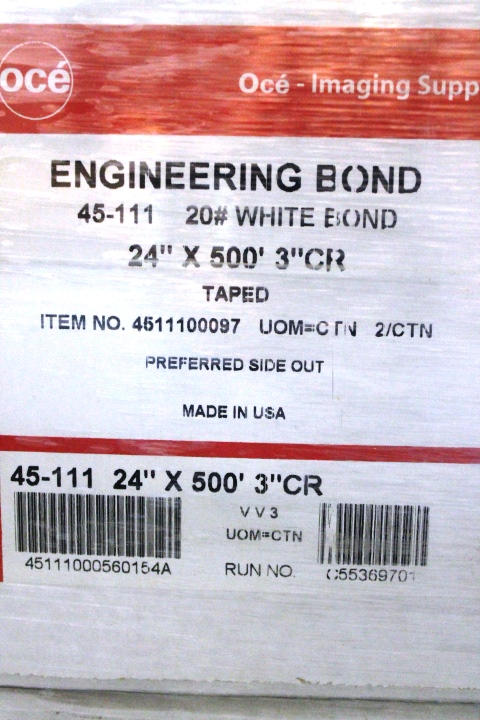 océ
Océ - Imaging Supp
ENGINEERING BOND
45-111 20# WHITE BOND
24" X 500' 3"CR
TAPED
ITEM NO. 4511100097 UOM=CTN 2/CTN
PREFERRED SIDE OUT
MADE IN USA
45-111 24" X 500' 3"CR
V V 3
UOM=CTN
45111000560154A RUN NO. C55369701